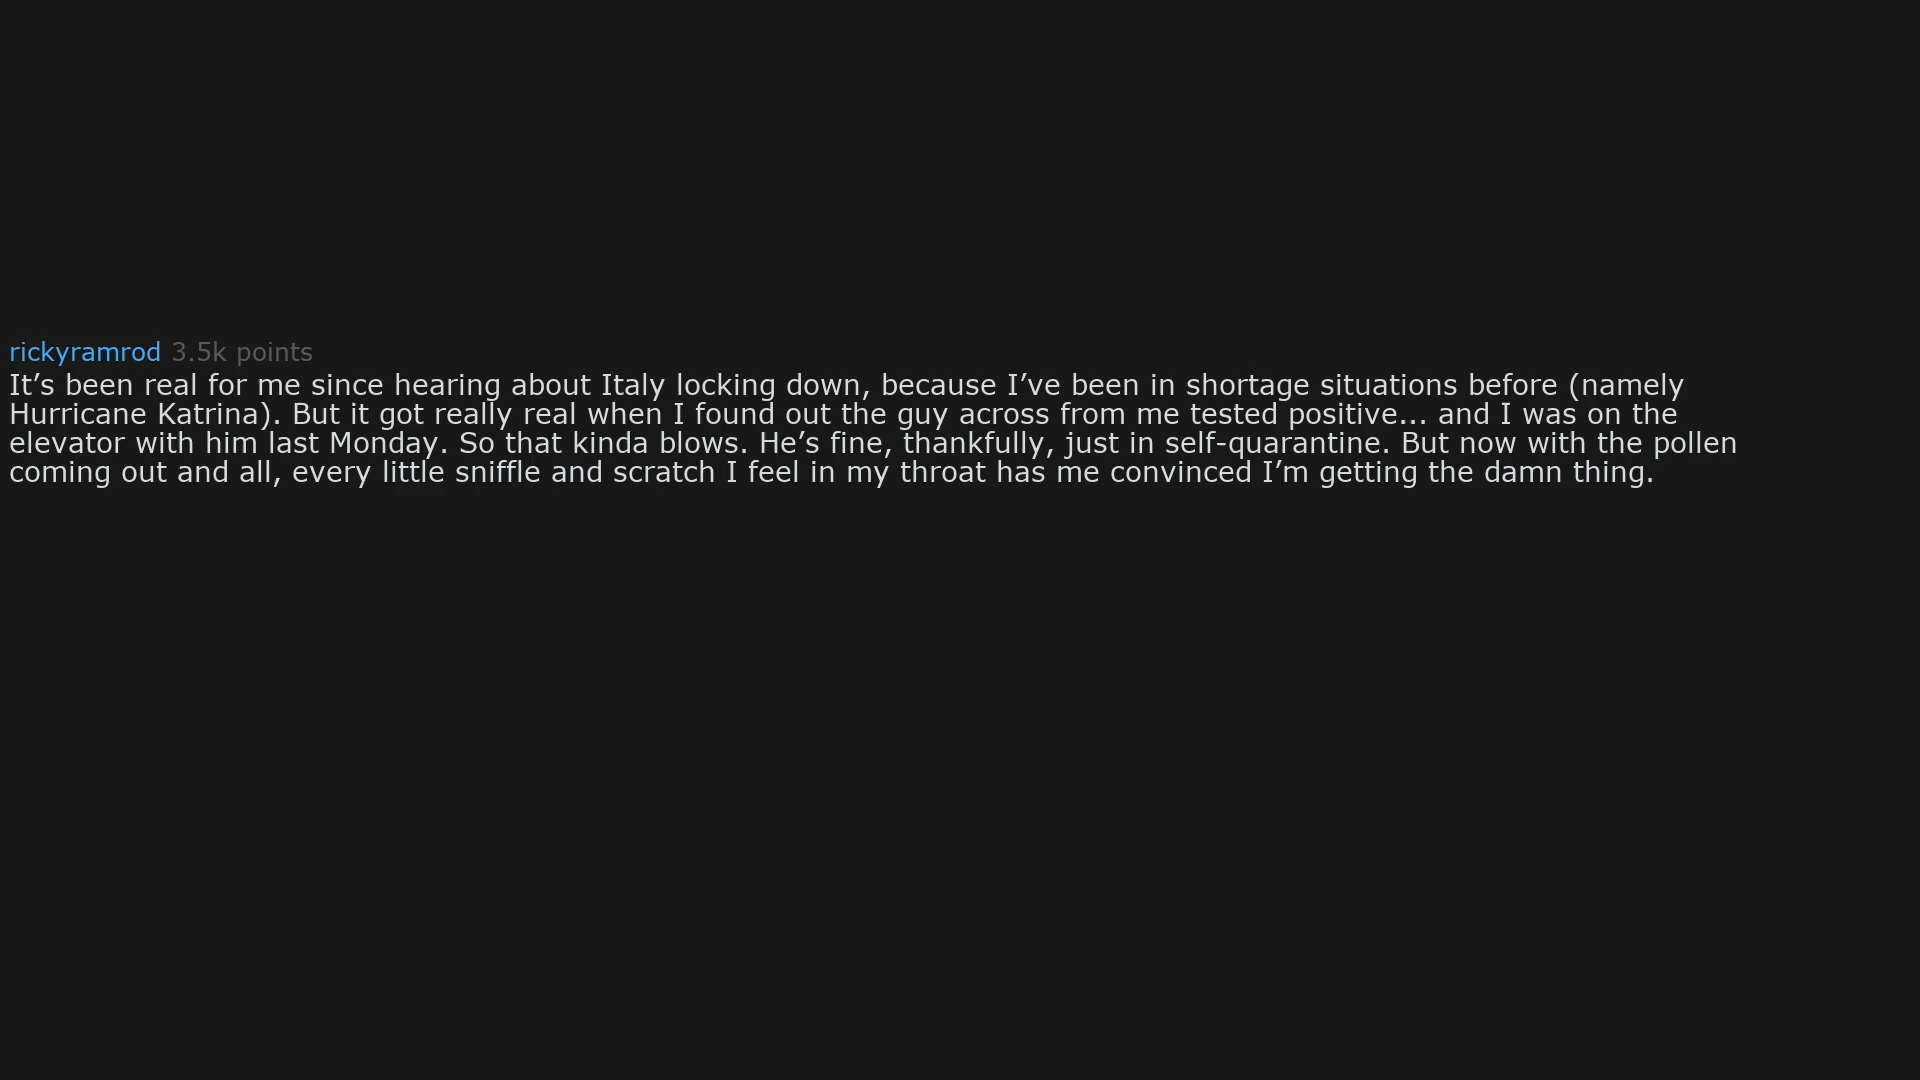 rickyramrod 3.5k points
It’s been real for me since hearing about Italy locking down, because I’ve been in shortage situations before (namely
Hurricane Katrina). But it got really real when I found out the guy across from me tested positive... and I was on the
elevator with him last Monday. So that kinda blows. He’s fine, thankfully, just in self-quarantine. But now with the pollen
coming out and all, every little sniffle and scratch I feel in my throat has me convinced I’m getting the damn thing.